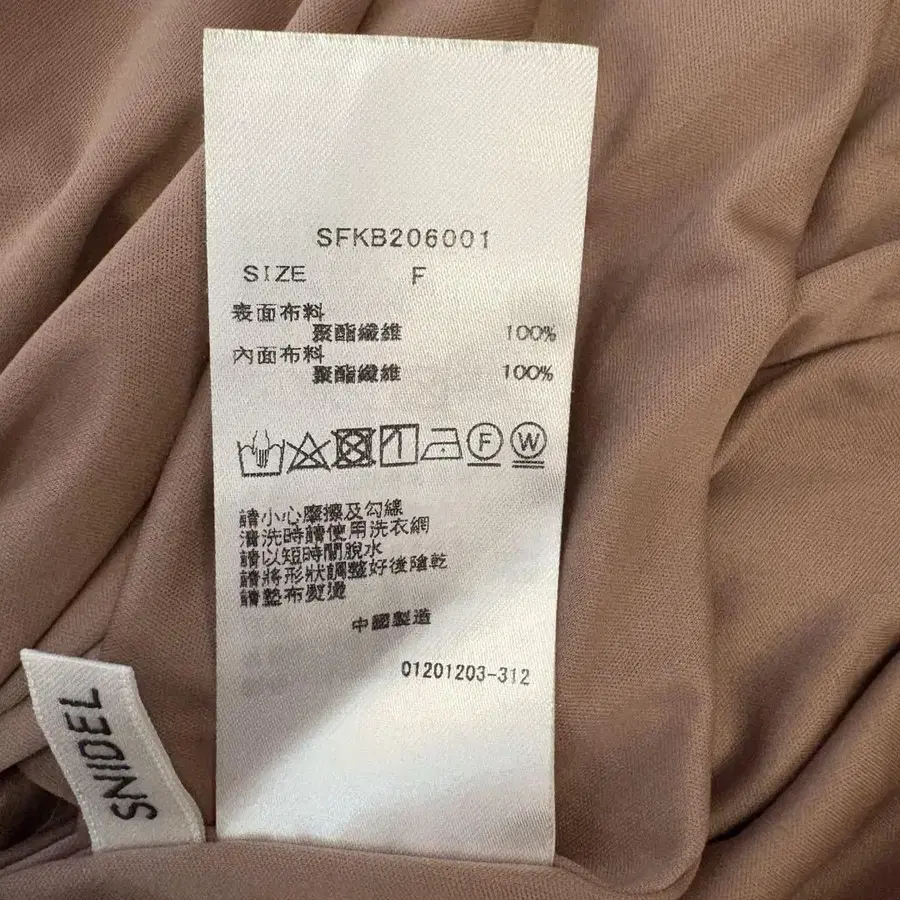 SFKB206001
SIZE F
表面布料
聚酯纖維 100%
內面布料
聚酯纖維 100%
F W
請小心摩擦及勾線
清洗時請使用洗衣網
請以短時間脫水
請將形狀調整好後陰乾
請墊布熨燙
中國製造
01201203-312
SNIDEL